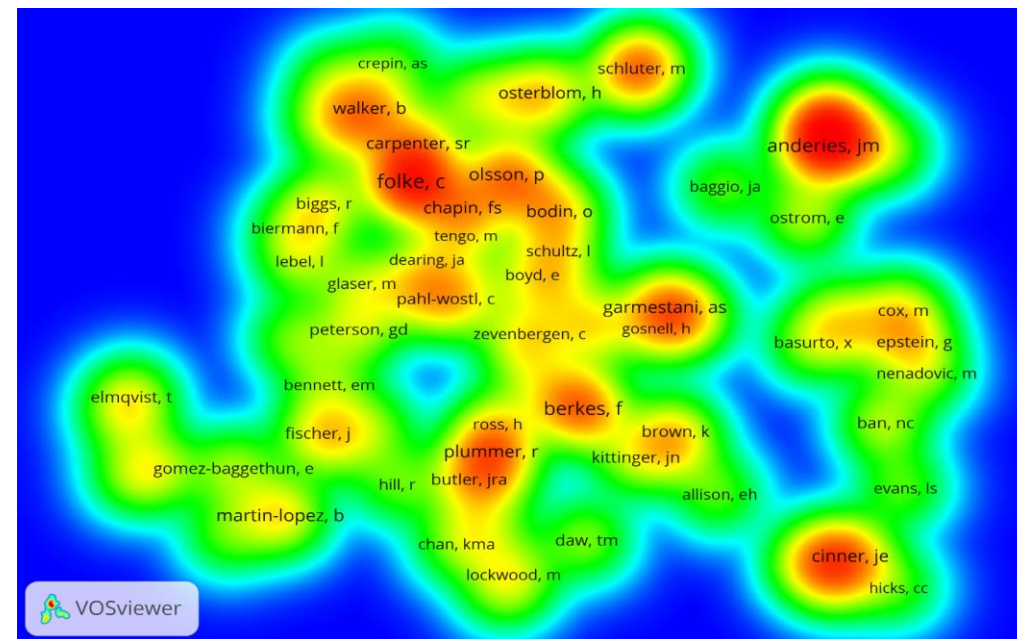 crepin, as
schluter, m
osterblom, h
walker, b
carpenter, sr
anderies, jm
olsson, p
folke, c
baggio, ja
biggs, r
chapin, fs
bodin, o
ostrom, e
biermann, f
tengo, m
schultz, l
lebel, l
dearing, ja
boyd, e
glaser, m
pahl-wostl, c
garmestani, as
cox, m
peterson, gd
zevenbergen, c
gosnell, h
basurto, x
epstein, g
nenadovic, m
bennett, em
elmqvist, t
berkes, f
ross, h
ban, nc
fischer, j
brown, k
plummer, r
kittinger, jn
gomez-baggethun, e
butler, jra
hill, r
allison, eh
evans, ls
martin-lopez, b
chan, kma
daw, tm
cinner, je
lockwood, m
hicks, cc
VOSviewer